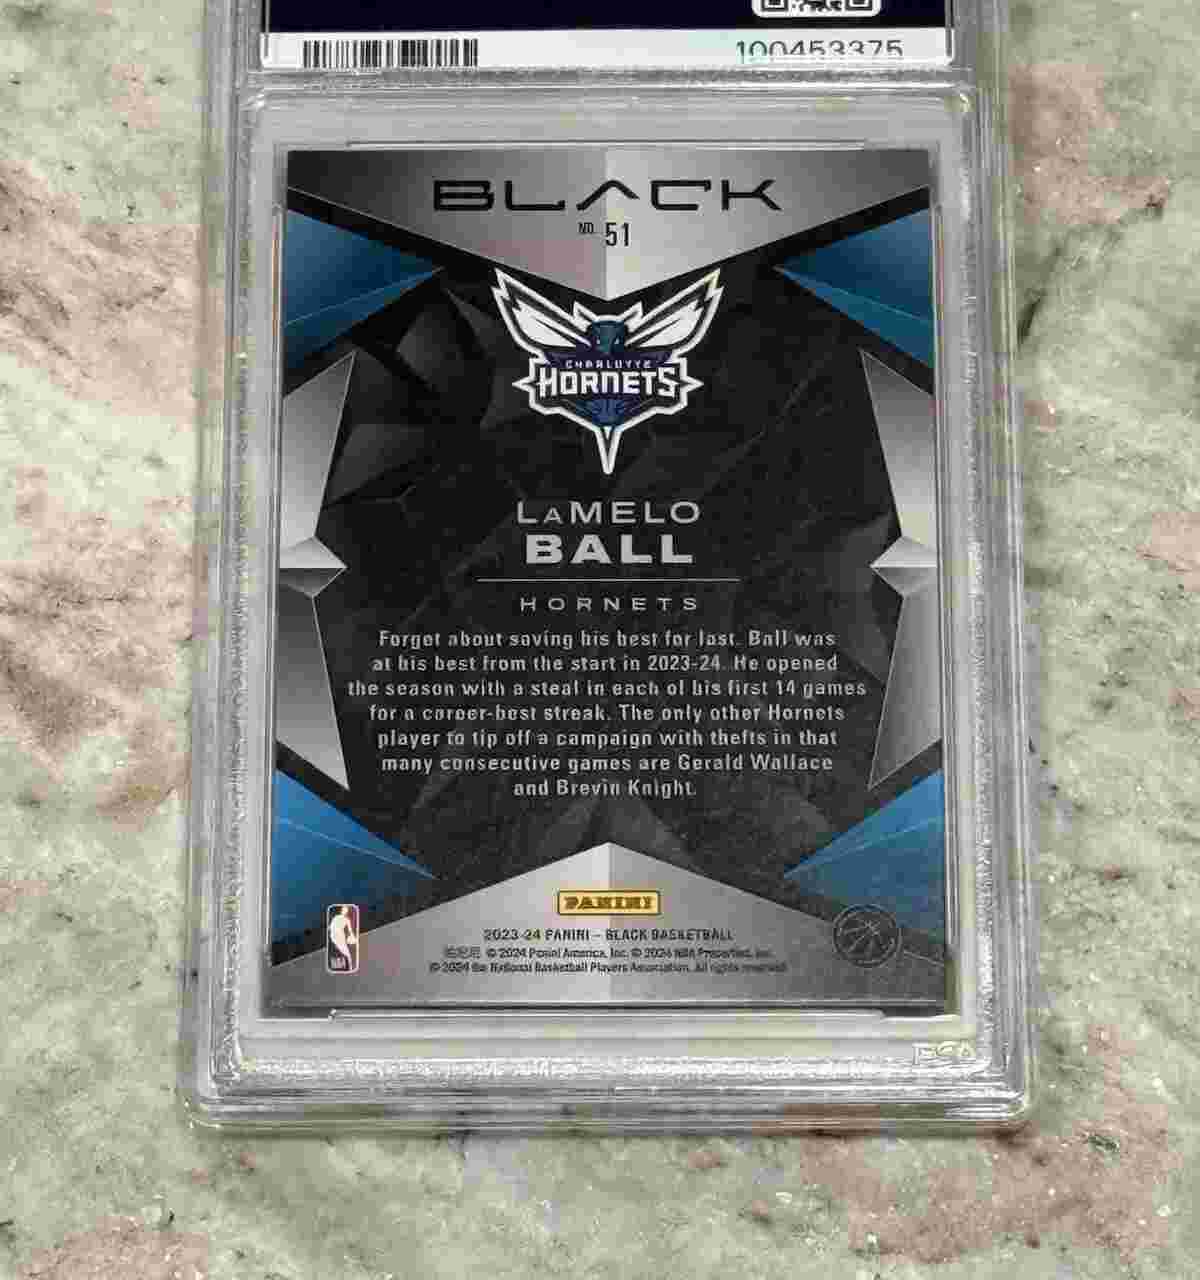 100453375
BLACK
NO. 51
CHARLOTTE
HORNETS
LaMELO
BALL
HORNETS
Forget about saving his best for last. Ball was
at his best from the start in 2023-24. He opened
the season with a steal in each of his first 14 games
for a career-best streak. The only other Hornets
player to tip off a campaign with thefts in that
many consecutive games are Gerald Wallace
and Brevin Knight.
PANINI
2023-24 PANINI – BLACK BASKETBALL
© 2024 Panini America, Inc. © 2024 NBA Properties, Inc.
© 2024 the National Basketball Players Association. All rights reserved.
NBA
PSA